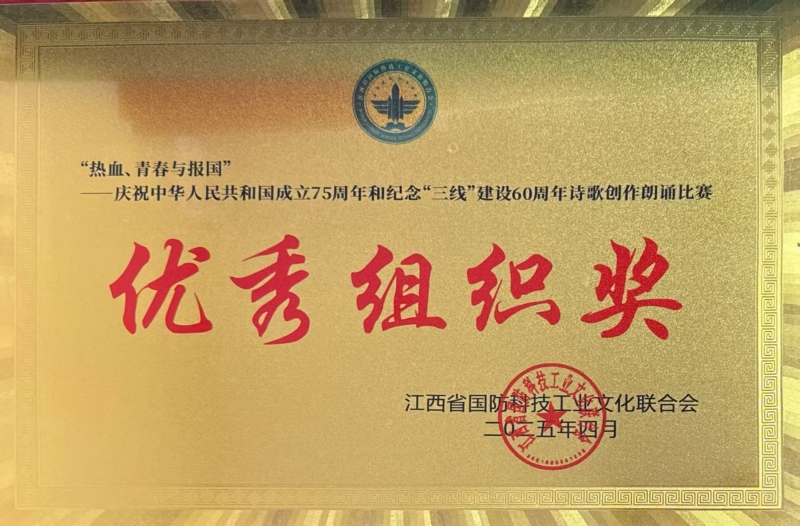 “热血、青春与报国”
——庆祝中华人民共和国成立75周年和纪念“三线”建设60周年诗歌创作朗诵比赛
优秀组织奖
江西省国防科技工业文化联合会
二〇二五年四月